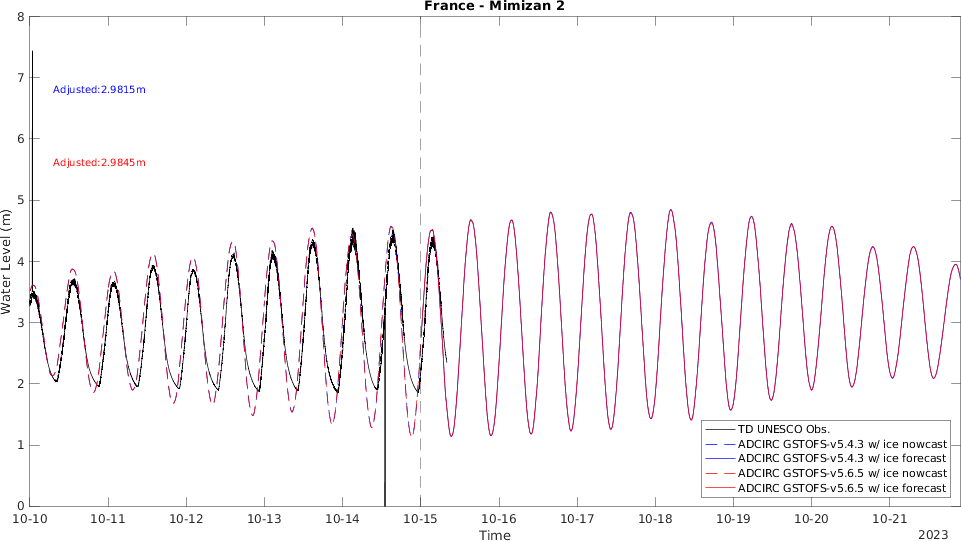 France - Mimizan 2
8
7
6
5
4
3
2
1
0
Water Level (m)
Adjusted:2.9815m
Adjusted:2.9845m
TD UNESCO Obs.
ADCIRC GSTOFS-v5.4.3 w/ ice nowcast
ADCIRC GSTOFS-v5.4.3 w/ ice forecast
ADCIRC GSTOFS-v5.6.5 w/ ice nowcast
ADCIRC GSTOFS-v5.6.5 w/ ice forecast
10-10 10-11 10-12 10-13 10-14 10-15 10-16 10-17 10-18 10-19 10-20 10-21
Time
2023